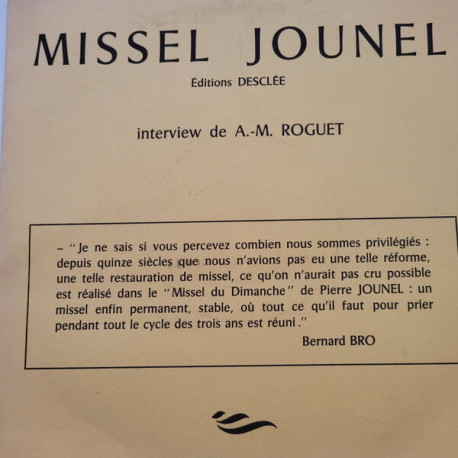 MISSEL JOUNEL
Éditions DESCLÉE
interview de A.-M. ROGUET
– "Je ne sais si vous percevez combien nous sommes privilégiés :
depuis quinze siècles que nous n'avions pas eu une telle réforme,
une telle restauration de missel, ce qu'on n'aurait pas cru possible
est réalisé dans le "Missel du Dimanche" de Pierre JOUNEL : un
missel enfin permanent, stable, où tout ce qu'il faut pour prier
pendant tout le cycle des trois ans est réuni."
Bernard BRO